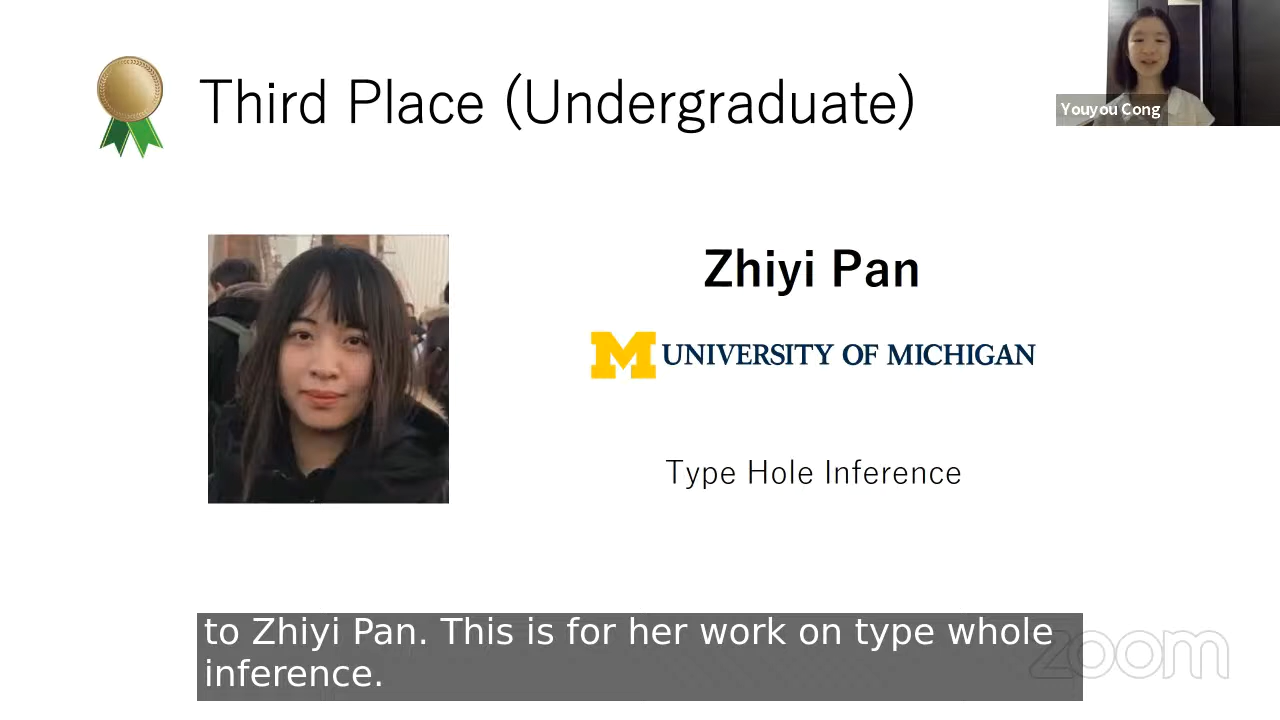 Third Place (Undergraduate)
Youyou Cong
Zhiyi Pan
M UNIVERSITY OF MICHIGAN
Type Hole Inference
to Zhiyi Pan. This is for her work on type whole
inference.
zoom